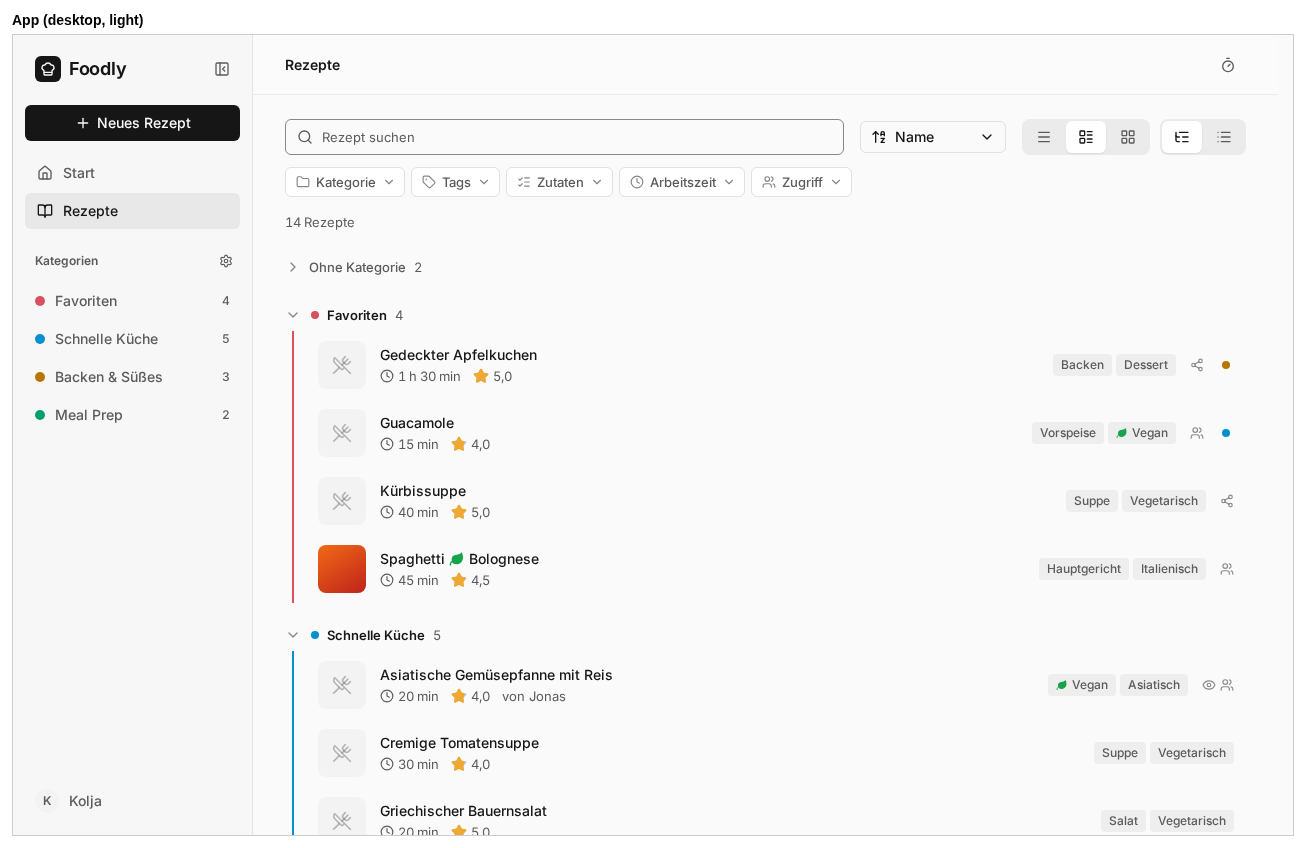 App (desktop, light)
Foodly
Neues Rezept
Start
Rezepte
Kategorien
Favoriten 4
Schnelle Küche 5
Backen & Süßes 3
Meal Prep 2
K Kolja
Rezepte
Rezept suchen
Name
Kategorie Tags Zutaten Arbeitszeit Zugriff
14 Rezepte
Ohne Kategorie 2
Favoriten 4
Gedeckter Apfelkuchen
1 h 30 min 5,0
Backen Dessert
Guacamole
15 min 4,0
Vorspeise Vegan
Kürbissuppe
40 min 5,0
Suppe Vegetarisch
Spaghetti Bolognese
45 min 4,5
Hauptgericht Italienisch
Schnelle Küche 5
Asiatische Gemüsepfanne mit Reis
20 min 4,0 von Jonas
Vegan Asiatisch
Cremige Tomatensuppe
30 min 4,0
Suppe Vegetarisch
Griechischer Bauernsalat
20 min 5,0
Salat Vegetarisch